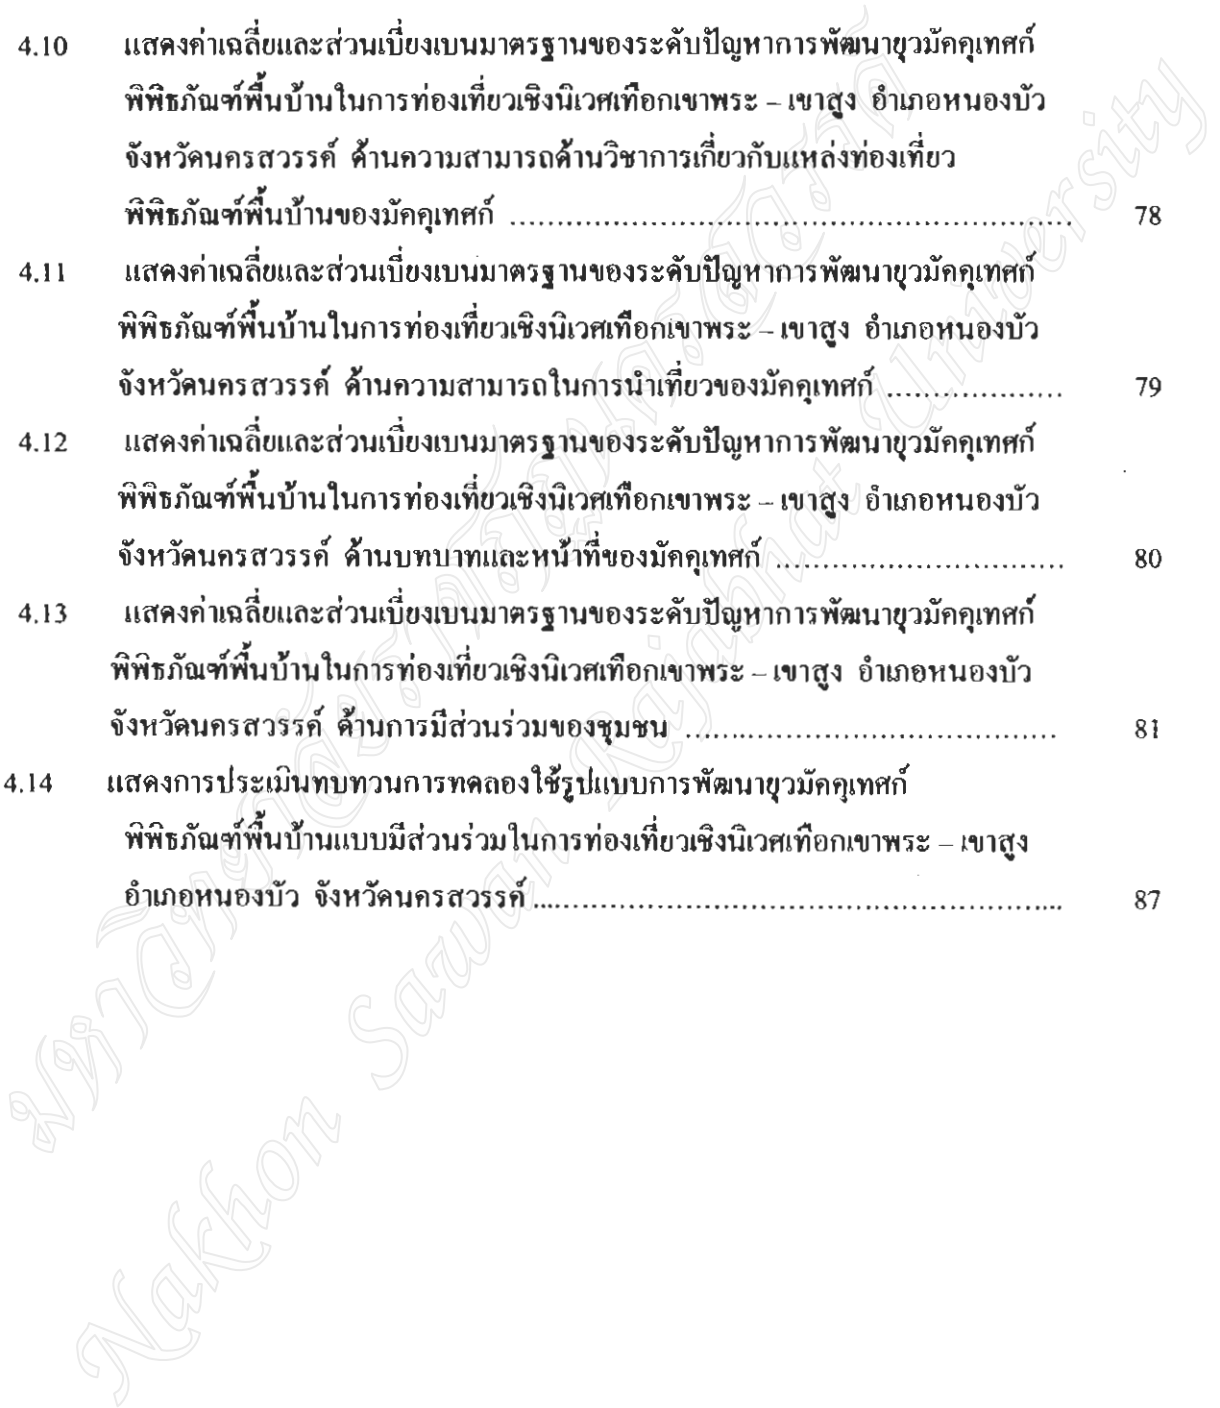 4.10 แสดงค่าเฉลี่ยและส่วนเบี่ยงเบนมาตรฐานของระดับปัญหาการพัฒนายุวมัคคุเทศก์
พิพิธภัณฑ์พื้นบ้านในการท่องเที่ยวเชิงนิเวศเทือกเขาพระ – เขาสูง อำเภอหนองบัว
จังหวัดนครสวรรค์ ด้านความสามารถด้านวิชาการเกี่ยวกับแหล่งท่องเที่ยว
พิพิธภัณฑ์พื้นบ้านของมัคคุเทศก์ ............................................................ 78
4.11 แสดงค่าเฉลี่ยและส่วนเบี่ยงเบนมาตรฐานของระดับปัญหาการพัฒนายุวมัคคุเทศก์
พิพิธภัณฑ์พื้นบ้านในการท่องเที่ยวเชิงนิเวศเทือกเขาพระ – เขาสูง อำเภอหนองบัว
จังหวัดนครสวรรค์ ด้านความสามารถในการนำเที่ยวของมัคคุเทศก์ ................... 79
4.12 แสดงค่าเฉลี่ยและส่วนเบี่ยงเบนมาตรฐานของระดับปัญหาการพัฒนายุวมัคคุเทศก์
พิพิธภัณฑ์พื้นบ้านในการท่องเที่ยวเชิงนิเวศเทือกเขาพระ – เขาสูง อำเภอหนองบัว
จังหวัดนครสวรรค์ ด้านบทบาทและหน้าที่ของมัคคุเทศก์ ............................... 80
4.13 แสดงค่าเฉลี่ยและส่วนเบี่ยงเบนมาตรฐานของระดับปัญหาการพัฒนายุวมัคคุเทศก์
พิพิธภัณฑ์พื้นบ้านในการท่องเที่ยวเชิงนิเวศเทือกเขาพระ – เขาสูง อำเภอหนองบัว
จังหวัดนครสวรรค์ ด้านการมีส่วนร่วมของชุมชน ........................................ 81
4.14 แสดงการประเมินทบทวนการทดลองใช้รูปแบบการพัฒนายุวมัคคุเทศก์
พิพิธภัณฑ์พื้นบ้านแบบมีส่วนร่วมในการท่องเที่ยวเชิงนิเวศเทือกเขาพระ – เขาสูง
อำเภอหนองบัว จังหวัดนครสวรรค์ ......................................................... 87
มหาวิทยาลัยราชภัฏนครสวรรค์
Nakhon Sawan Rajabhat University